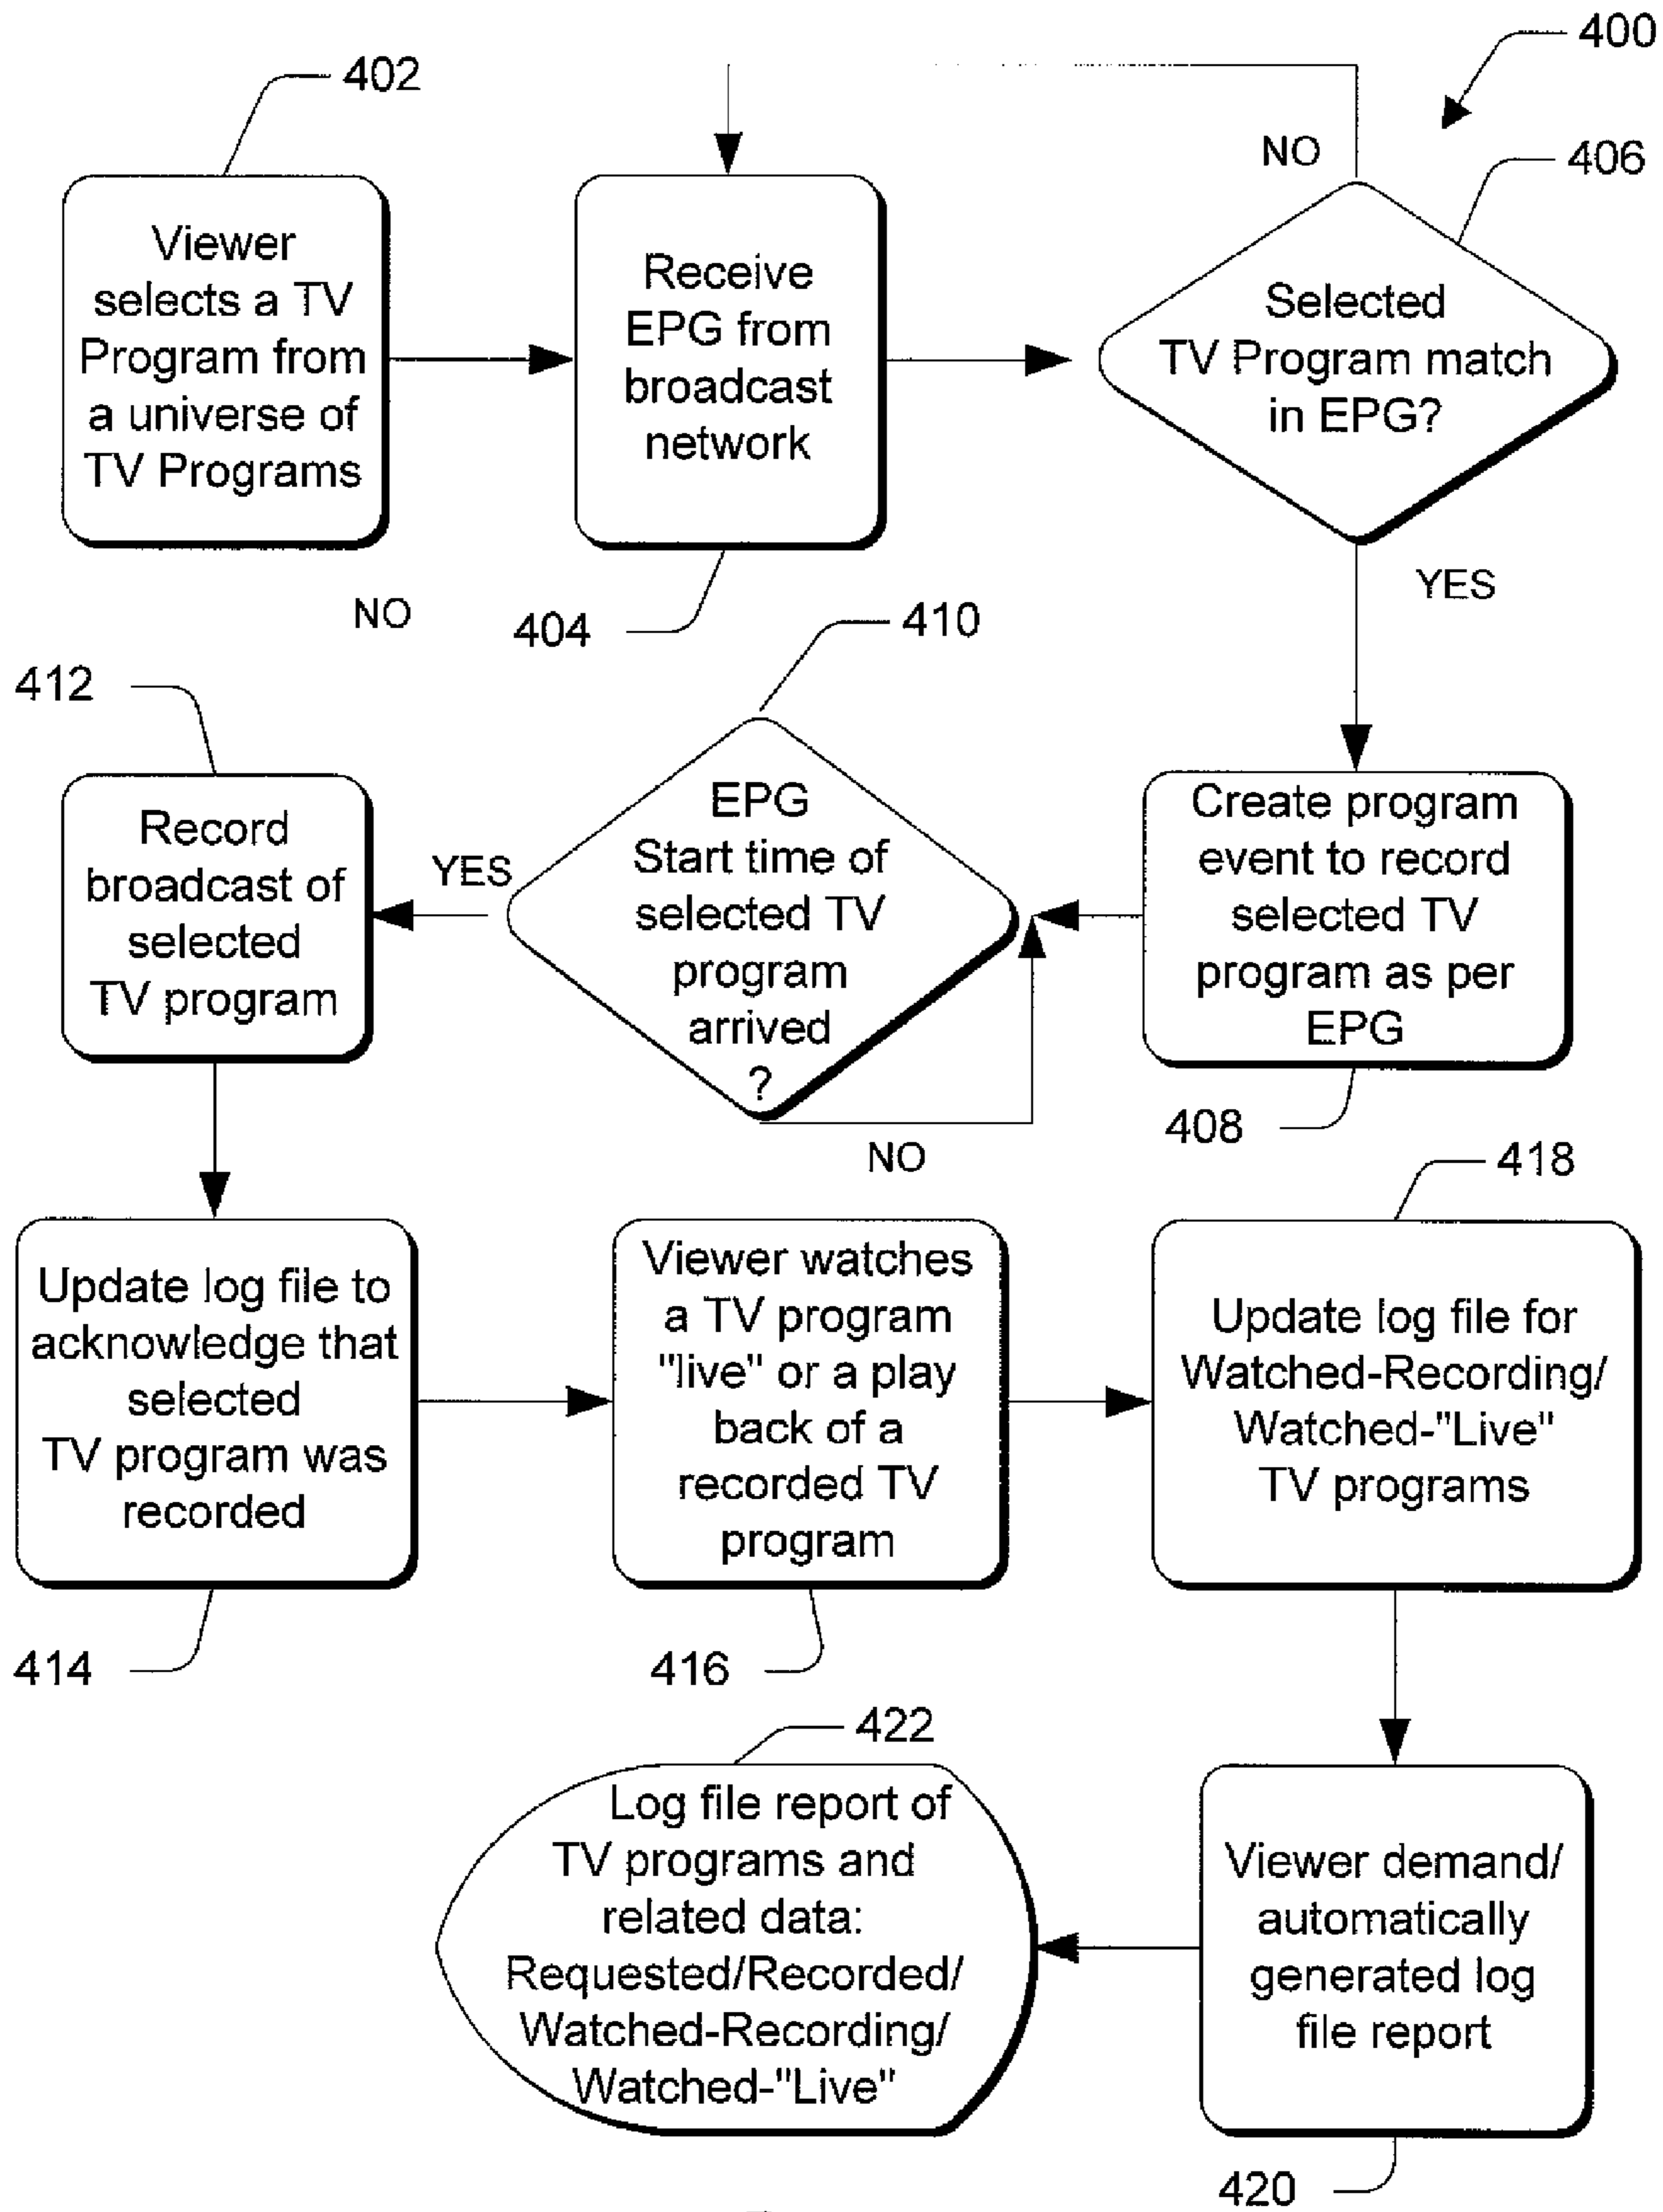 400
402
NO
406
Viewer
selects a TV
Program from
a universe of
TV Programs
Receive
EPG from
broadcast
network
Selected
TV Program match
in EPG?
NO
404
YES
410
412
Record
broadcast of
selected
TV program
YES
EPG
Start time of
selected TV
program
arrived
?
Create program
event to record
selected TV
program as per
EPG
NO
408
418
Update log file to
acknowledge that
selected
TV program was
recorded
Viewer watches
a TV program
"live" or a play
back of a
recorded TV
program
Update log file for
Watched-Recording/
Watched-"Live"
TV programs
414
416
422
Log file report of
TV programs and
related data:
Requested/Recorded/
Watched-Recording/
Watched-"Live"
Viewer demand/
automatically
generated log
file report
420